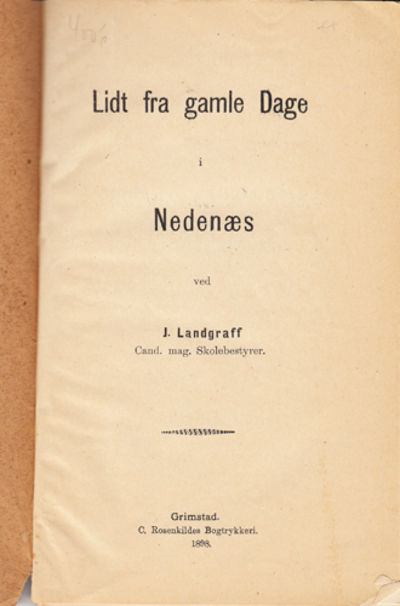 Lidt fra gamle Dage
i
Nedenæs
ved
J. Landgraff
Cand. mag. Skolebestyrer.
Grimstad.
C. Rosenkildes Bogtrykkeri.
1898.